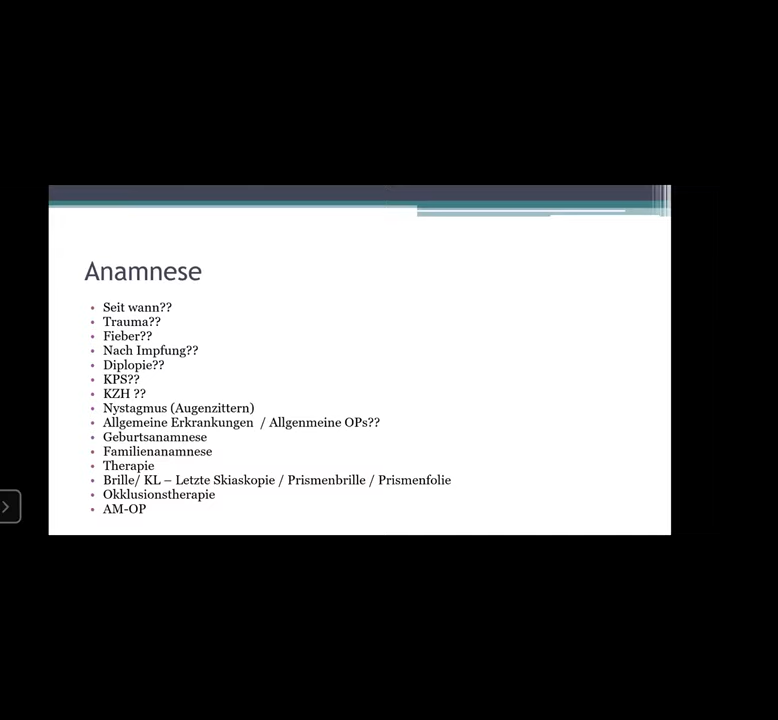 Anamnese
• Seit wann??
• Trauma??
• Fieber??
• Nach Impfung??
• Diplopie??
• KPS??
• KZH ??
• Nystagmus (Augenzittern)
• Allgemeine Erkrankungen / Allgenmeine OPs??
• Geburtsanamnese
• Familienanamnese
• Therapie
• Brille/ KL – Letzte Skiaskopie / Prismenbrille / Prismenfolie
• Okklusionstherapie
• AM-OP